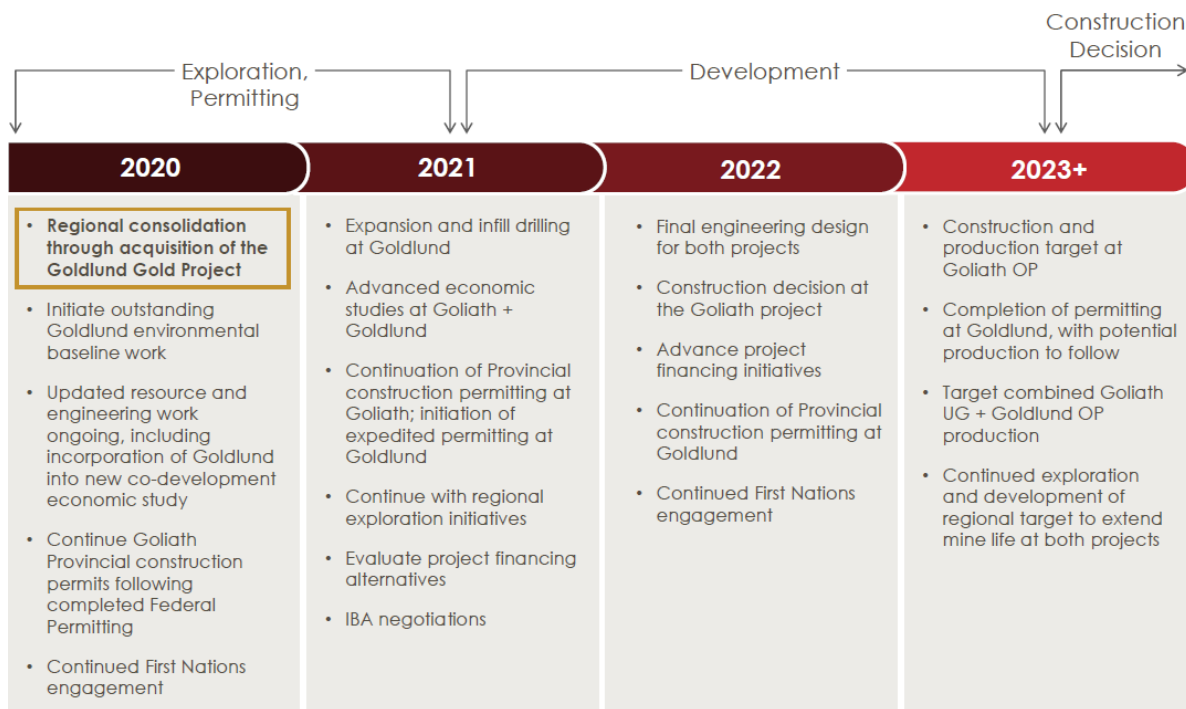 Construction
Decision
Exploration,
Permitting
Development
2020
• Regional consolidation
through acquisition of the
Goldlund Gold Project
• Initiate outstanding
Goldlund environmental
baseline work
• Updated resource and
engineering work
ongoing, including
incorporation of Goldlund
into new co-development
economic study
• Continue Goliath
Provincial construction
permits following
completed Federal
Permitting
• Continued First Nations
engagement
2021
• Expansion and infill drilling
at Goldlund
• Advanced economic
studies at Goliath +
Goldlund
• Continuation of Provincial
construction permitting at
Goliath; initiation of
expedited permitting at
Goldlund
• Continue with regional
exploration initiatives
• Evaluate project financing
alternatives
• IBA negotiations
2022
• Final engineering design
for both projects
• Construction decision at
the Goliath project
• Advance project
financing initiatives
• Continuation of Provincial
construction permitting at
Goldlund
• Continued First Nations
engagement
2023+
• Construction and
production target at
Goliath OP
• Completion of permitting
at Goldlund, with potential
production to follow
• Target combined Goliath
UG + Goldlund OP
production
• Continued exploration
and development of
regional target to extend
mine life at both projects